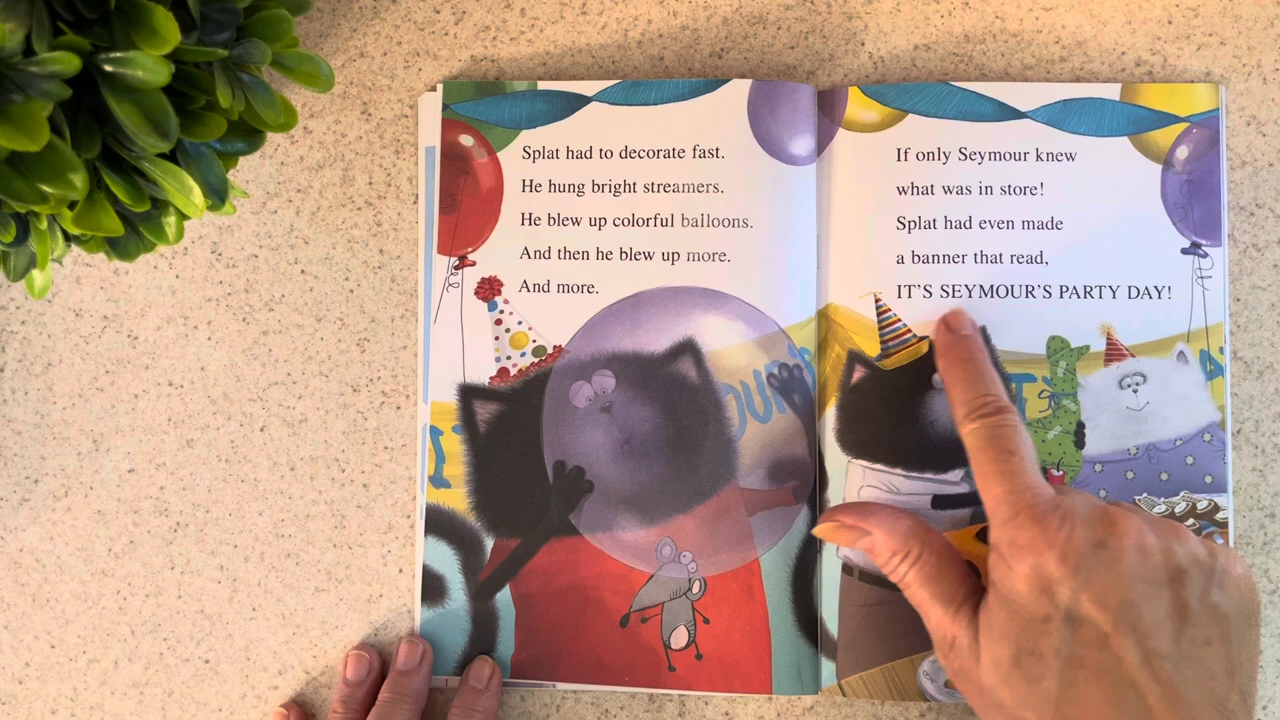 Splat had to decorate fast.
He hung bright streamers.
He blew up colorful balloons.
And then he blew up more.
And more.
If only Seymour knew
what was in store!
Splat had even made
a banner that read,
IT'S SEYMOUR'S PARTY DAY!